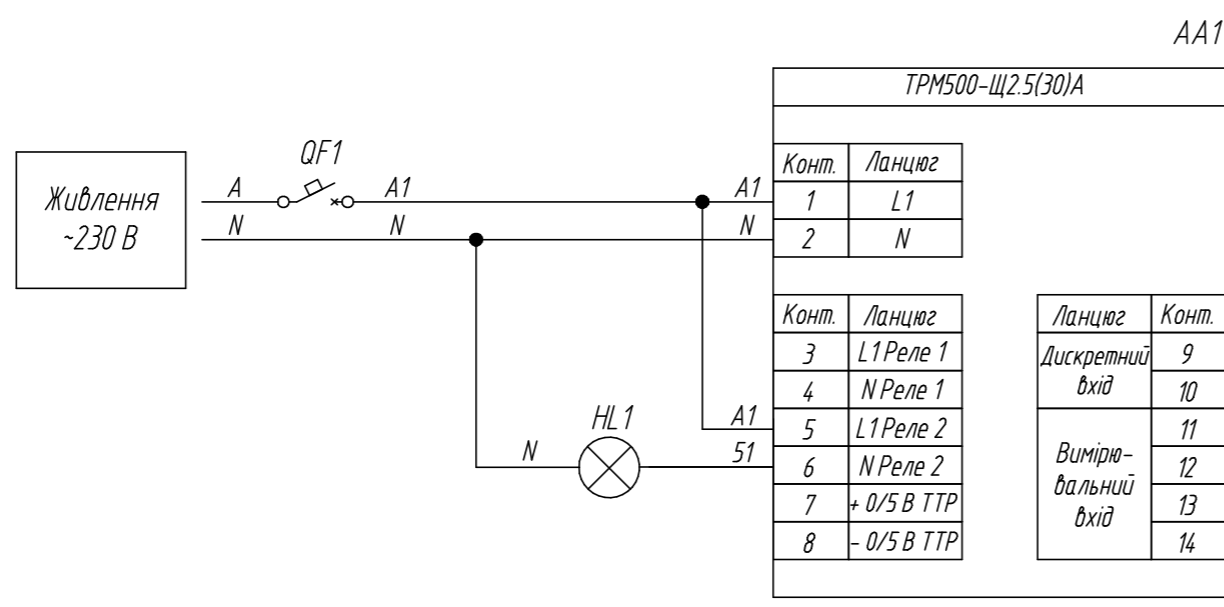 AA1
ТРМ500-Щ2.5(30)А
Живлення
~230 В
A
QF1
A1
A1
N
N
N
Конт. Ланцюг
1 L1
2 N
Конт. Ланцюг
3 L1 Реле 1
4 N Реле 1
5 L1 Реле 2
6 N Реле 2
7 + 0/5 В ТТР
8 - 0/5 В ТТР
Ланцюг Конт.
Дискретний
вхід
9
10
Вимірю-
вальний
вхід
11
12
13
14
A1
HL1
N
51